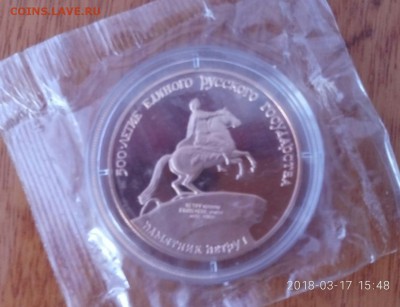 COINS.LAVE.RU
500-ЛЕТИЕ ЕДИНОГО РУССКОГО ГОСУДАРСТВА
ПАМЯТНИК ПЕТРУ I
2018-03-17 15:48